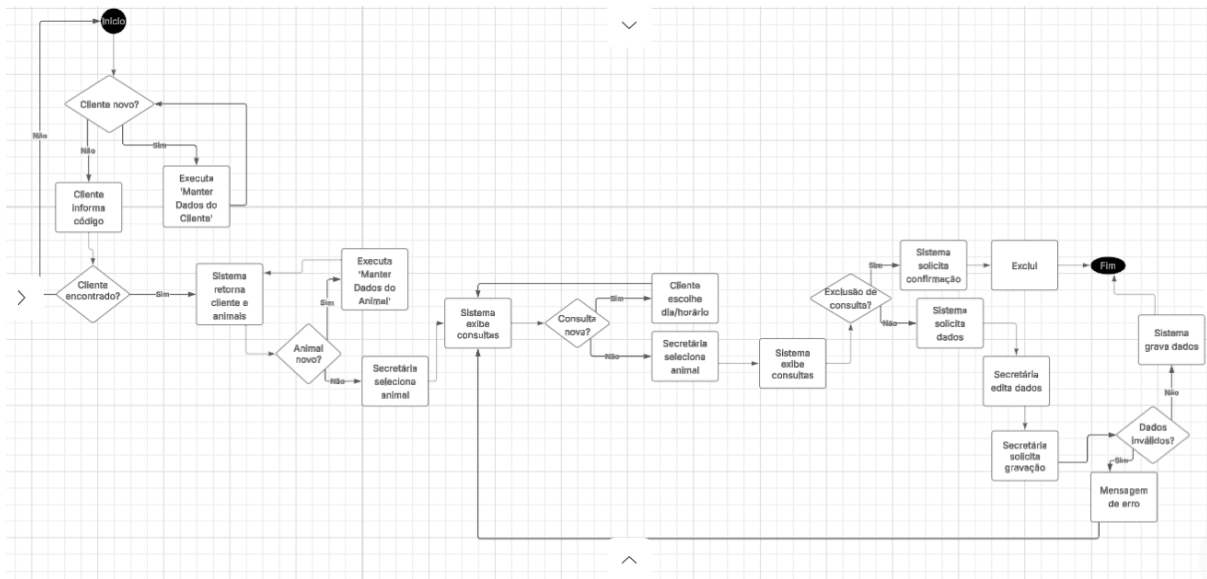 Início
Cliente novo?
Não
Não
Sim
Executa
'Manter
Dados do
Cliente'
Cliente
informa
código
Cliente
encontrado?
Sim
Sistema
retorna
cliente e
animais
Executa
'Manter
Dados do
Animal'
Sim
Animal
novo?
Não
Secretária
seleciona
animal
Sistema
exibe
consultas
Consulta
nova?
Sim
Cliente
escolhe
dia/horário
Não
Secretária
seleciona
animal
Sistema
exibe
consultas
Exclusão de
consulta?
Sim
Sistema
solicita
confirmação
Exclui
Fim
Não
Sistema
solicita
dados
Secretária
edita dados
Secretária
solicita
gravação
Dados
inválidos?
Não
Sistema
grava dados
Sim
Mensagem
de erro